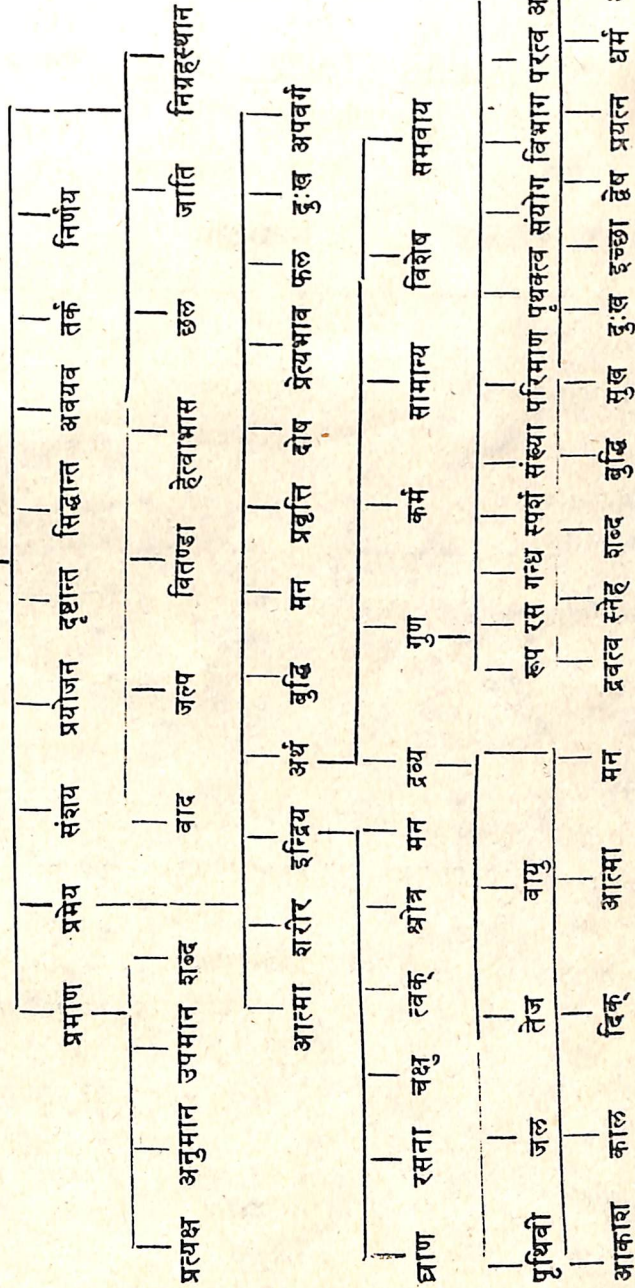 प्रमाण प्रमेय संशय प्रयोजन दृष्टान्त सिद्धान्त अवयव तर्क निर्णय
प्रत्यक्ष अनुमान उपमान शब्द वाद जल्प वितण्डा हेत्वाभास छल जाति निग्रहस्थान
आत्मा शरीर इन्द्रिय अर्थ बुद्धि मन प्रवृत्ति दोष प्रेत्यभाव फल दुःख अपवर्ग
घ्राण रसना चक्षु त्वक् श्रोत्र मन द्रव्य गुण कर्म सामान्य विशेष समवाय
पृथिवी जल तेज वायु रूप रस गन्ध स्पर्श संख्या परिमाण पृथक्त्व संयोग विभाग परत्व
आकाश काल दिक् आत्मा मन द्रवत्व स्नेह शब्द बुद्धि सुख दुःख इच्छा द्वेष प्रयत्न धर्म